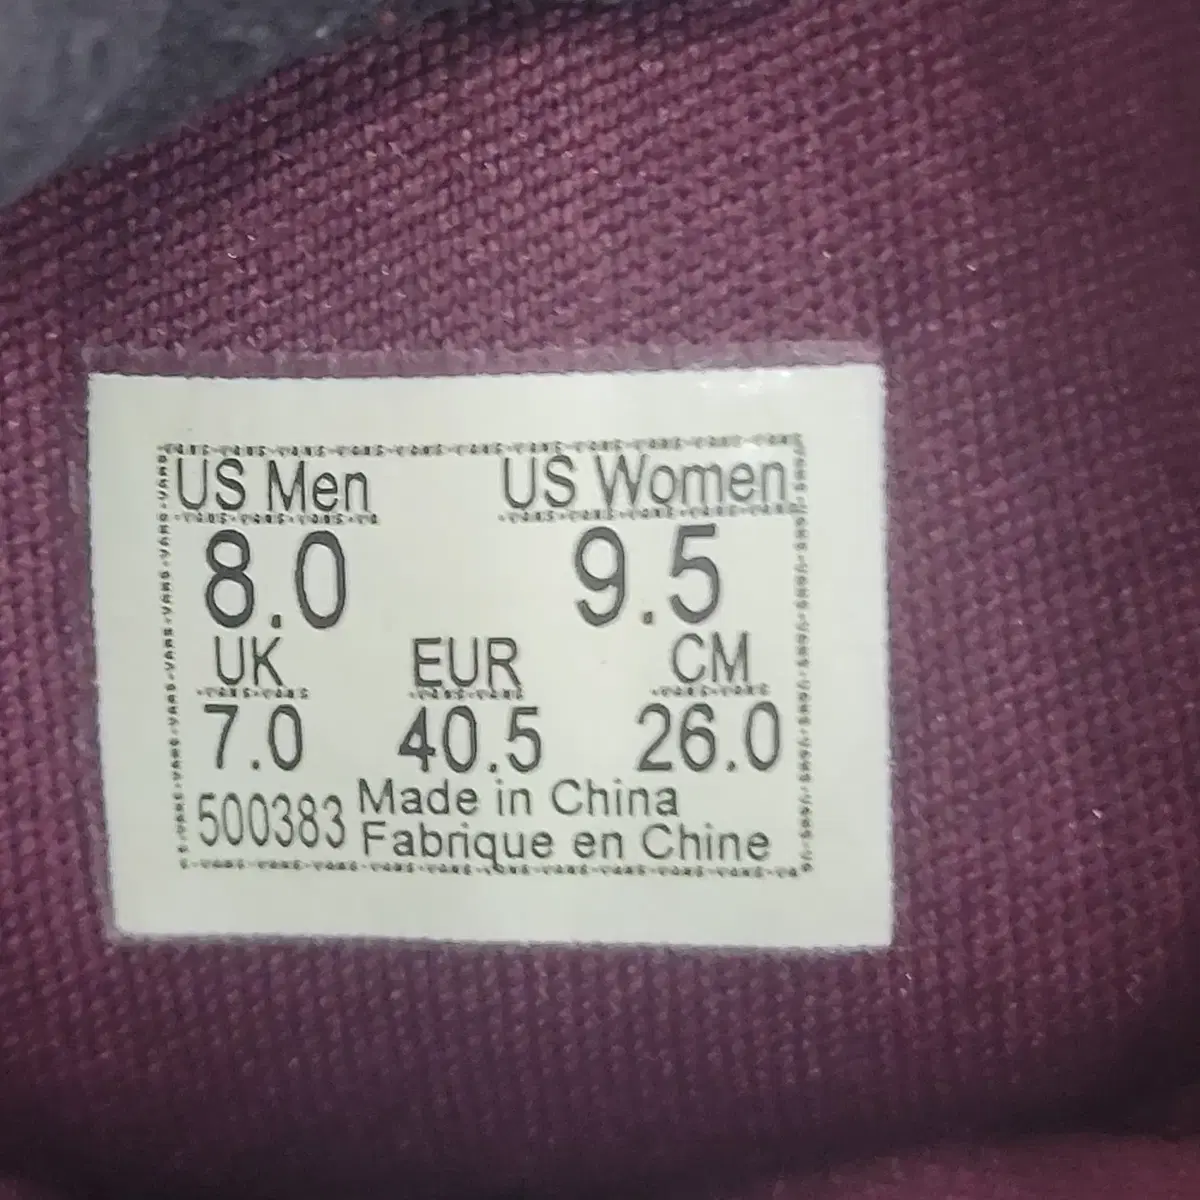 US Men US Women
8.0 9.5
UK EUR CM
7.0 40.5 26.0
500383 Made in China
Fabrique en Chine